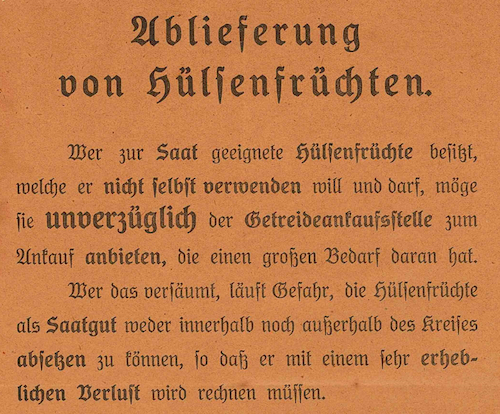 Ablieferung
von Hülsenfrüchten.
Wer zur Saat geeignete Hülsenfrüchte besitzt,
welche er nicht selbst verwenden will und darf, möge
sie unverzüglich der Getreideankaufsstelle zum
Ankauf anbieten, die einen großen Bedarf daran hat.
Wer das versäumt, läuft Gefahr, die Hülsenfrüchte
als Saatgut weder innerhalb noch außerhalb des Kreises
absetzen zu können, so daß er mit einem sehr erheb-
lichen Verlust wird rechnen müssen.